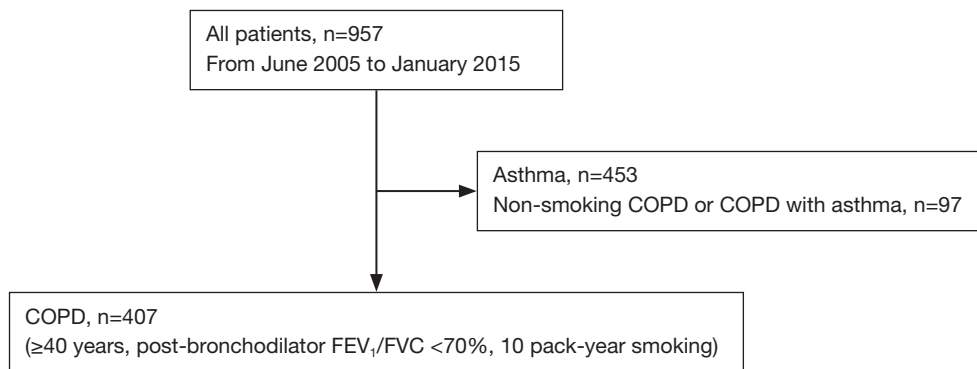 All patients, n=957
From June 2005 to January 2015
Asthma, n=453
Non-smoking COPD or COPD with asthma, n=97
COPD, n=407
(≥40 years, post-bronchodilator FEV₁/FVC <70%, 10 pack-year smoking)